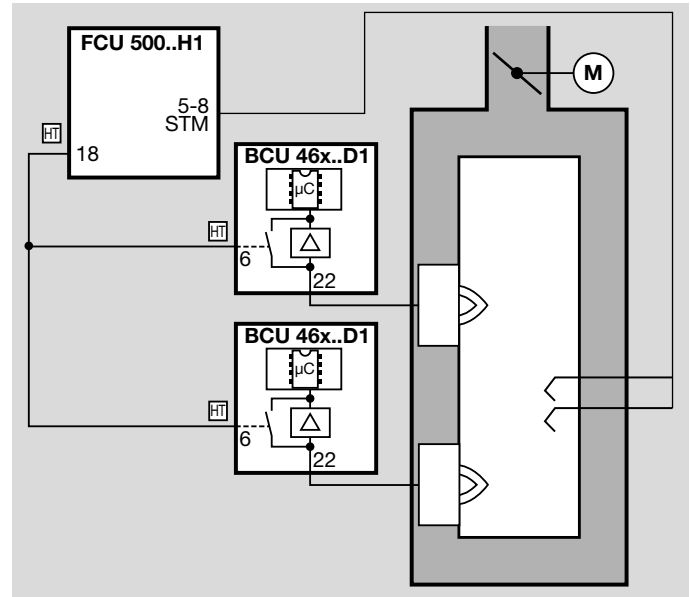 FCU 500..H1
5-8
STM
HT
18
M
BCU 46x..D1
µC
HT
6
22
BCU 46x..D1
µC
HT
6
22